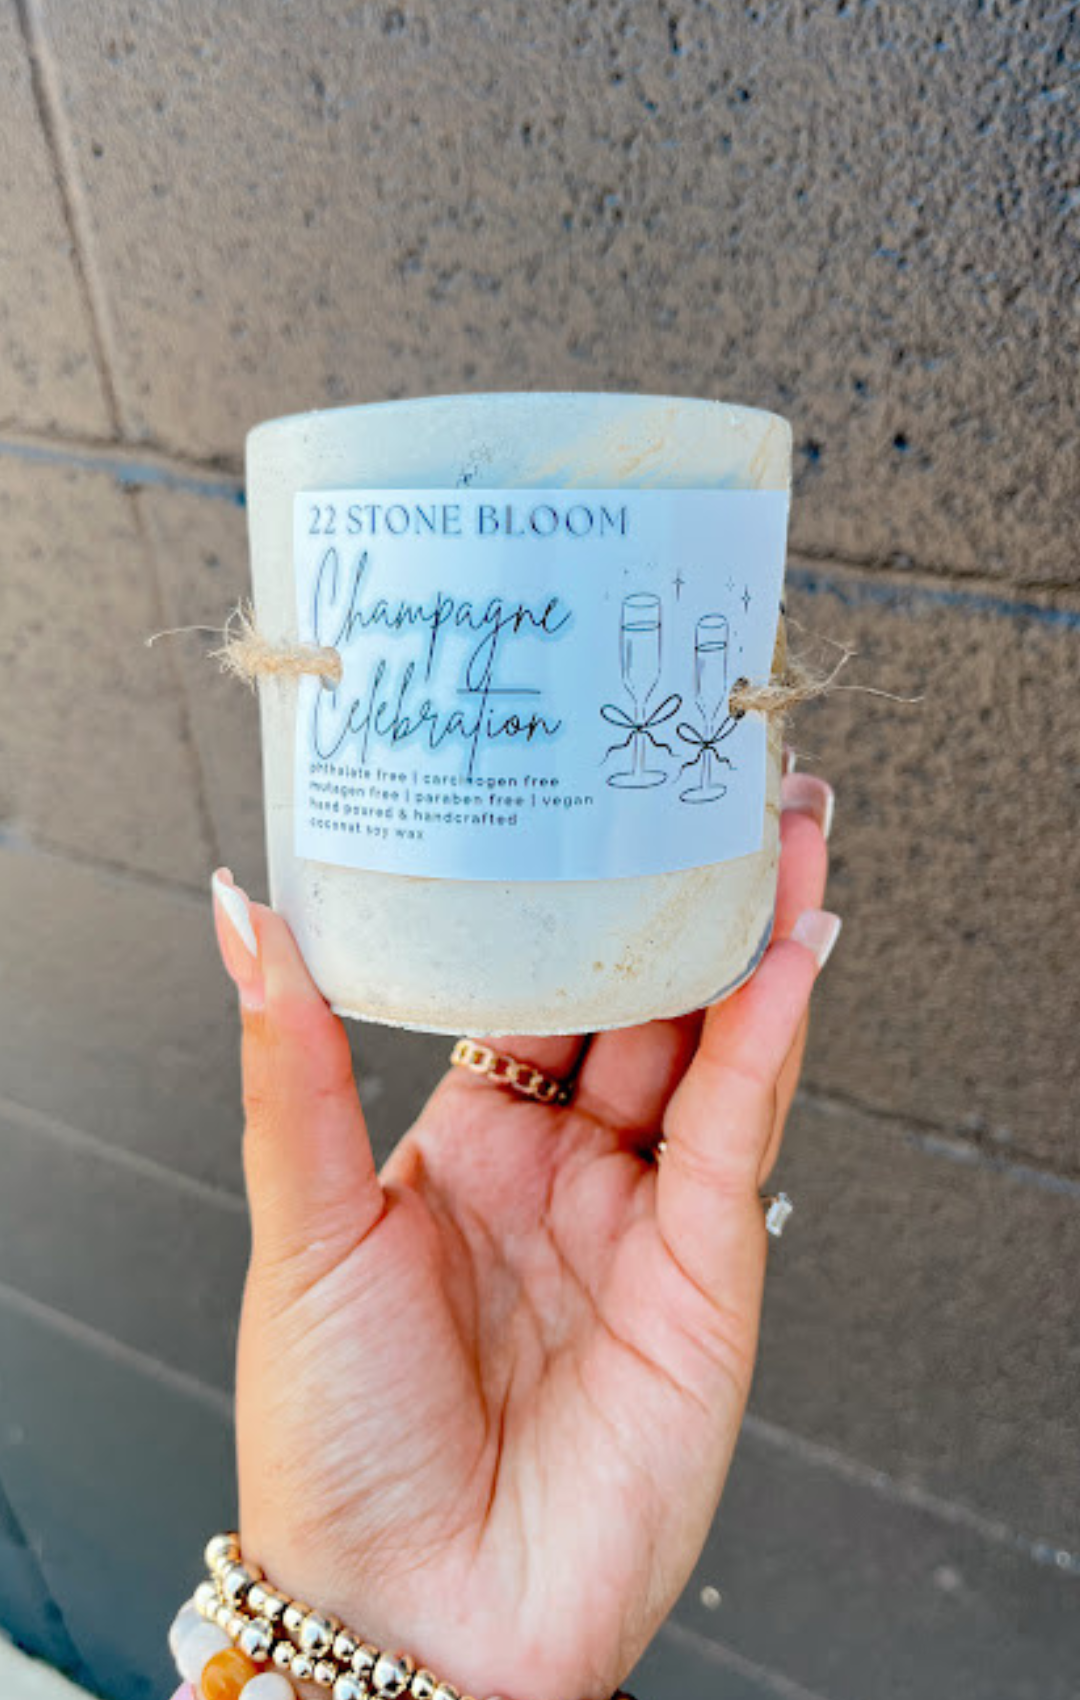 22 STONE BLOOM
Champagne
Celebration
phthalate free | carcinogen free
mutagen free | paraben free | vegan
hand poured & handcrafted
coconut soy wax